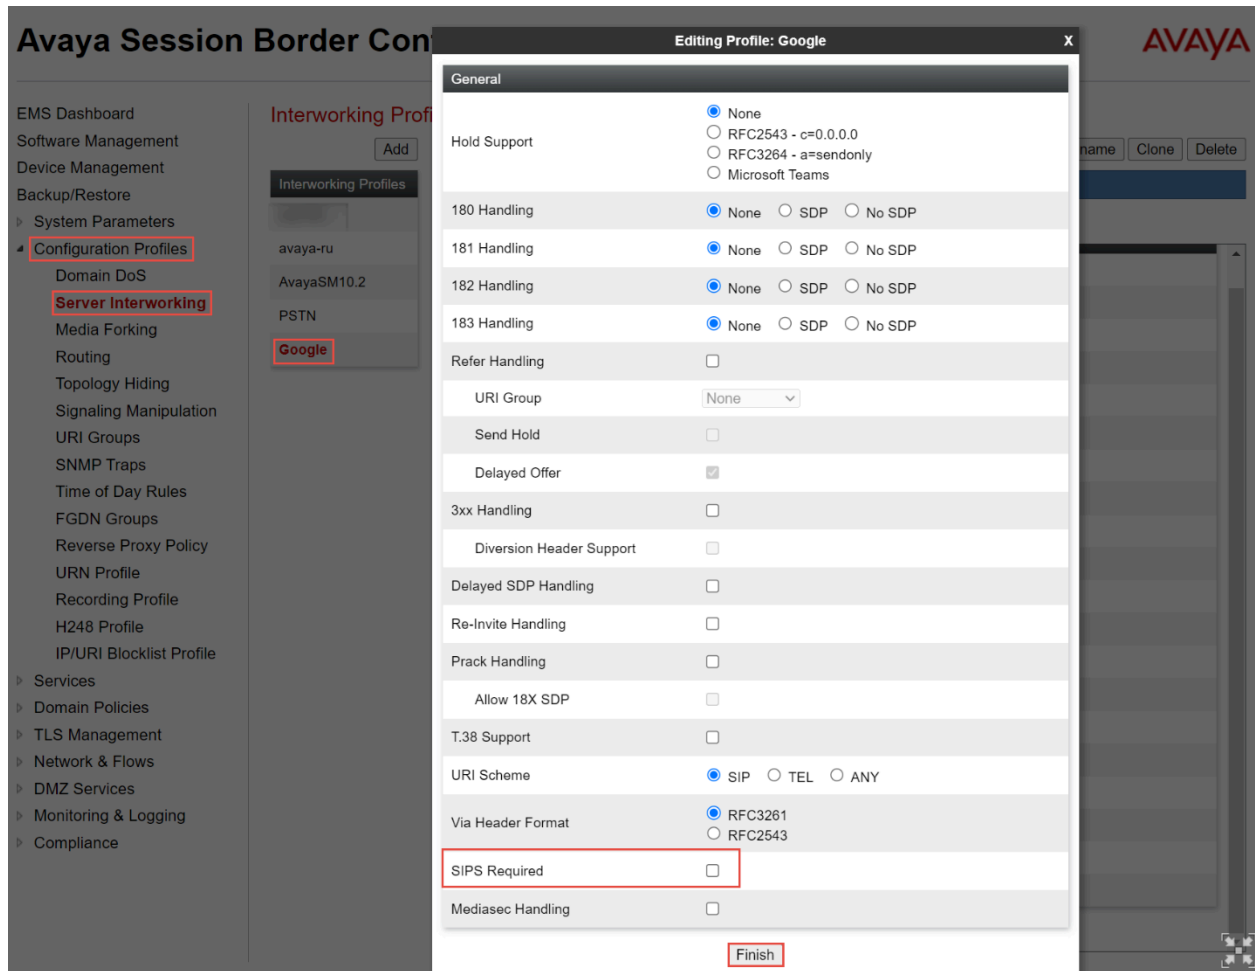 Avaya Session Border Con
AVAYA
EMS Dashboard
Software Management
Device Management
Backup/Restore
System Parameters
Configuration Profiles
Domain DoS
Server Interworking
Media Forking
Routing
Topology Hiding
Signaling Manipulation
URI Groups
SNMP Traps
Time of Day Rules
FGDN Groups
Reverse Proxy Policy
URN Profile
Recording Profile
H248 Profile
IP/URI Blocklist Profile
Services
Domain Policies
TLS Management
Network & Flows
DMZ Services
Monitoring & Logging
Compliance
Interworking Profi
Add
Interworking Profiles
avaya-ru
AvayaSM10.2
PSTN
Google
name Clone Delete
Editing Profile: Google X
General
Hold Support
None
RFC2543 - c=0.0.0.0
RFC3264 - a=sendonly
Microsoft Teams
180 Handling None SDP No SDP
181 Handling None SDP No SDP
182 Handling None SDP No SDP
183 Handling None SDP No SDP
Refer Handling
URI Group None
Send Hold
Delayed Offer
3xx Handling
Diversion Header Support
Delayed SDP Handling
Re-Invite Handling
Prack Handling
Allow 18X SDP
T.38 Support
URI Scheme SIP TEL ANY
Via Header Format
RFC3261
RFC2543
SIPS Required
Mediasec Handling
Finish